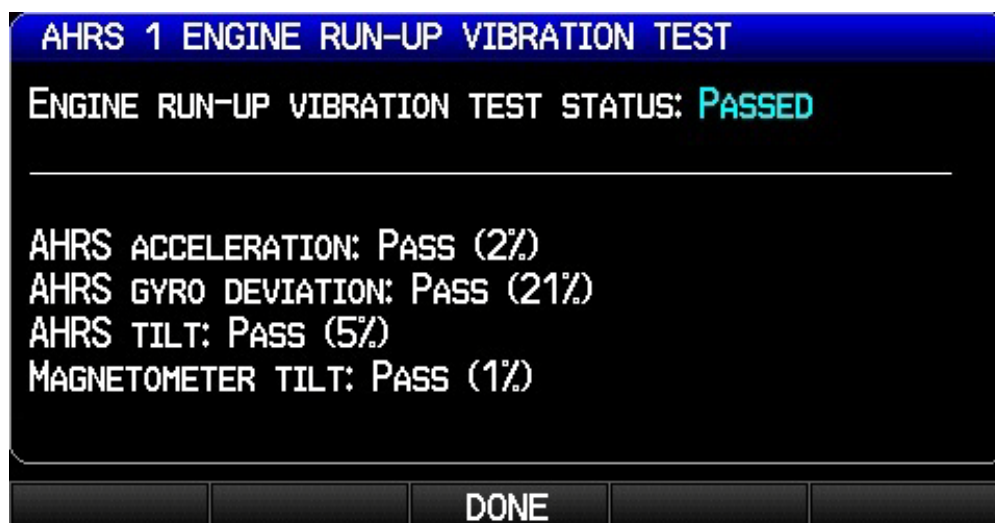 AHRS 1 ENGINE RUN-UP VIBRATION TEST
ENGINE RUN-UP VIBRATION TEST STATUS: PASSED
AHRS ACCELERATION: PASS (2%)
AHRS GYRO DEVIATION: PASS (21%)
AHRS TILT: PASS (5%)
MAGNETOMETER TILT: PASS (1%)
DONE